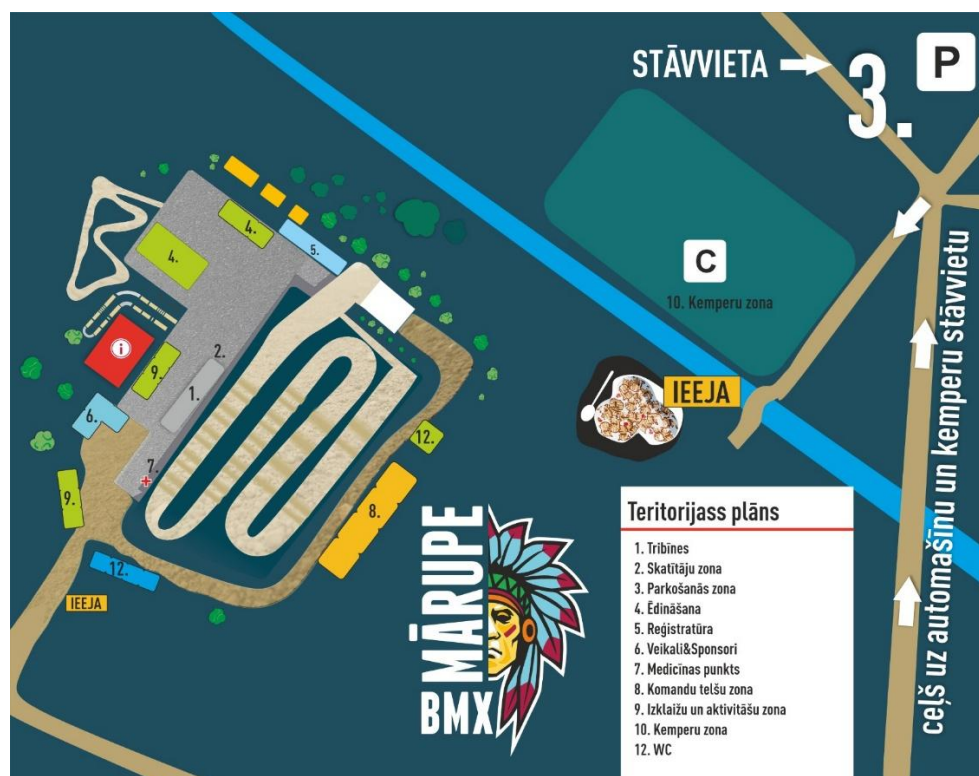 STÅVVIETA
3.
P
4.
4.
5.
C
10. Kemperu zona
i
2.
9.
1.
IEEJA
6.
12.
7.
9.
8.
12.
IEEJA
MĀRUPE
BMX
Teritorijass plāns
1. Tribīnes
2. Skatītāju zona
3. Parkošanās zona
4. Ēdināšana
5. Reģistratūra
6. Veikali&Sponsori
7. Medicīnas punkts
8. Komandu telšu zona
9. Izklaižu un aktivitāšu zona
10. Kemperu zona
12. WC
ceļš uz automašīnu un kemperu stāvvietu